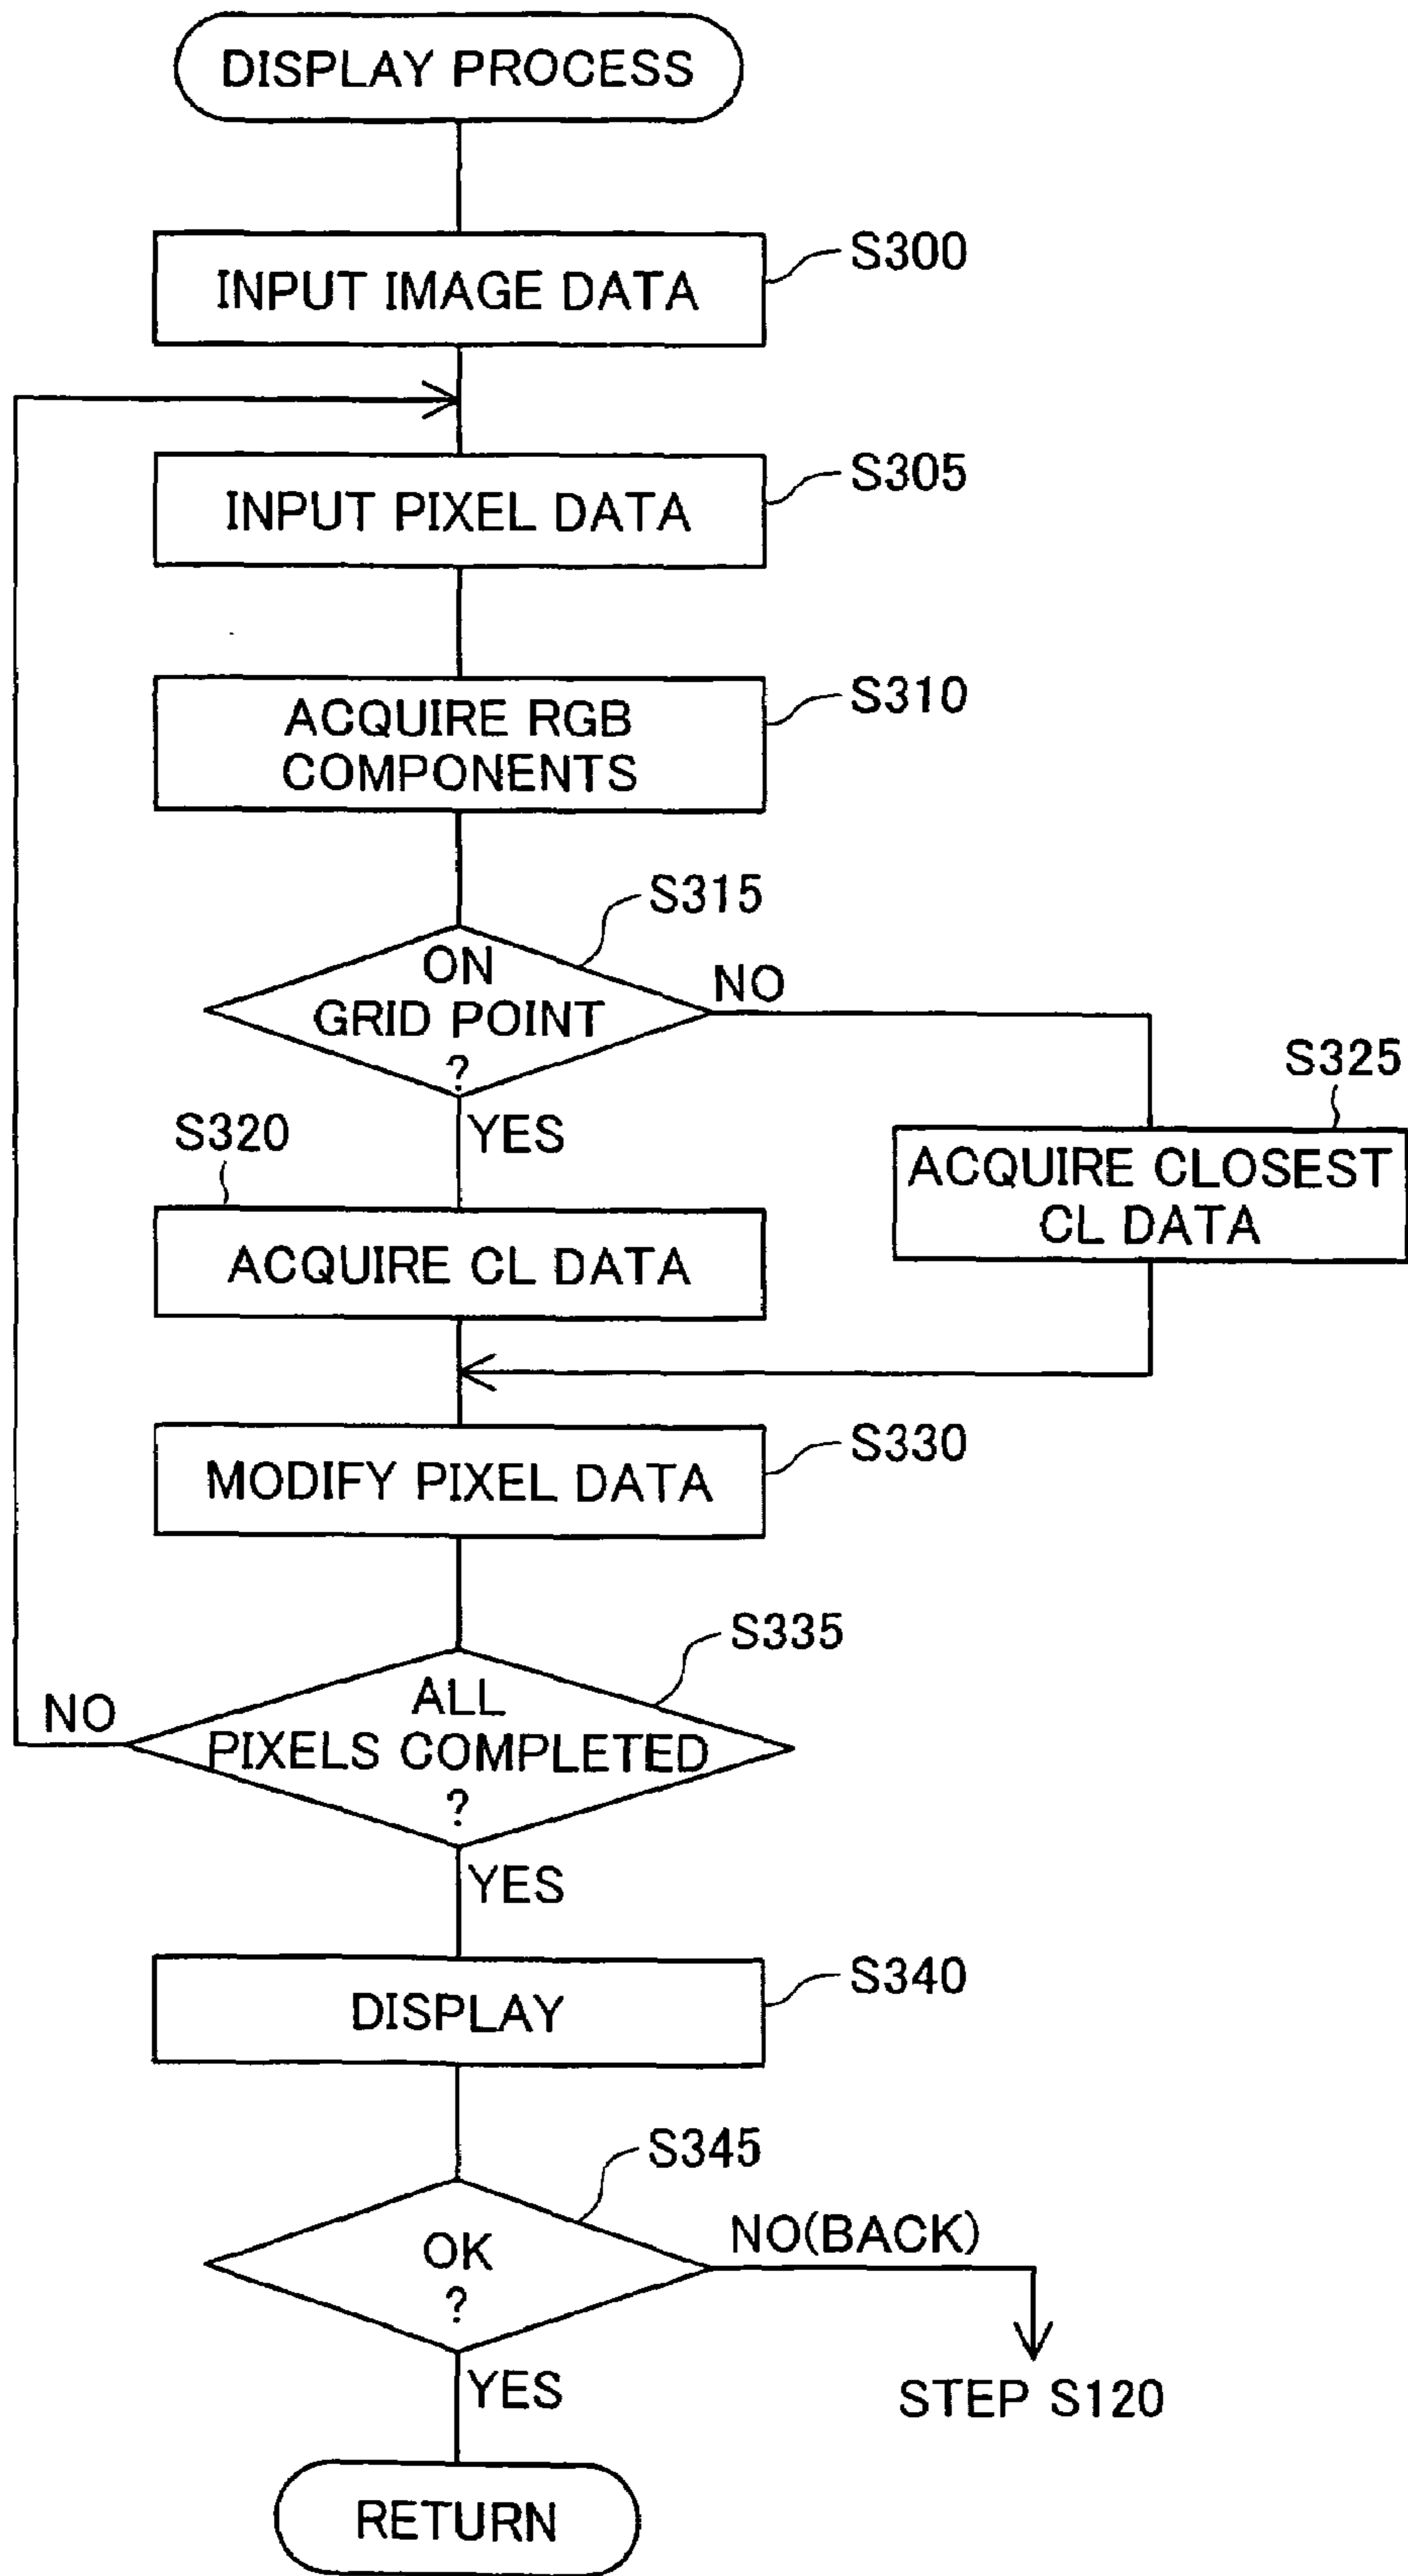 DISPLAY PROCESS
S300
INPUT IMAGE DATA
S305
INPUT PIXEL DATA
S310
ACQUIRE RGB
COMPONENTS
S315
ON
GRID POINT
?
NO
YES
S320
ACQUIRE CL DATA
S325
ACQUIRE CLOSEST
CL DATA
S330
MODIFY PIXEL DATA
S335
ALL
PIXELS COMPLETED
?
NO
YES
S340
DISPLAY
S345
OK
?
NO(BACK)
STEP S120
YES
RETURN